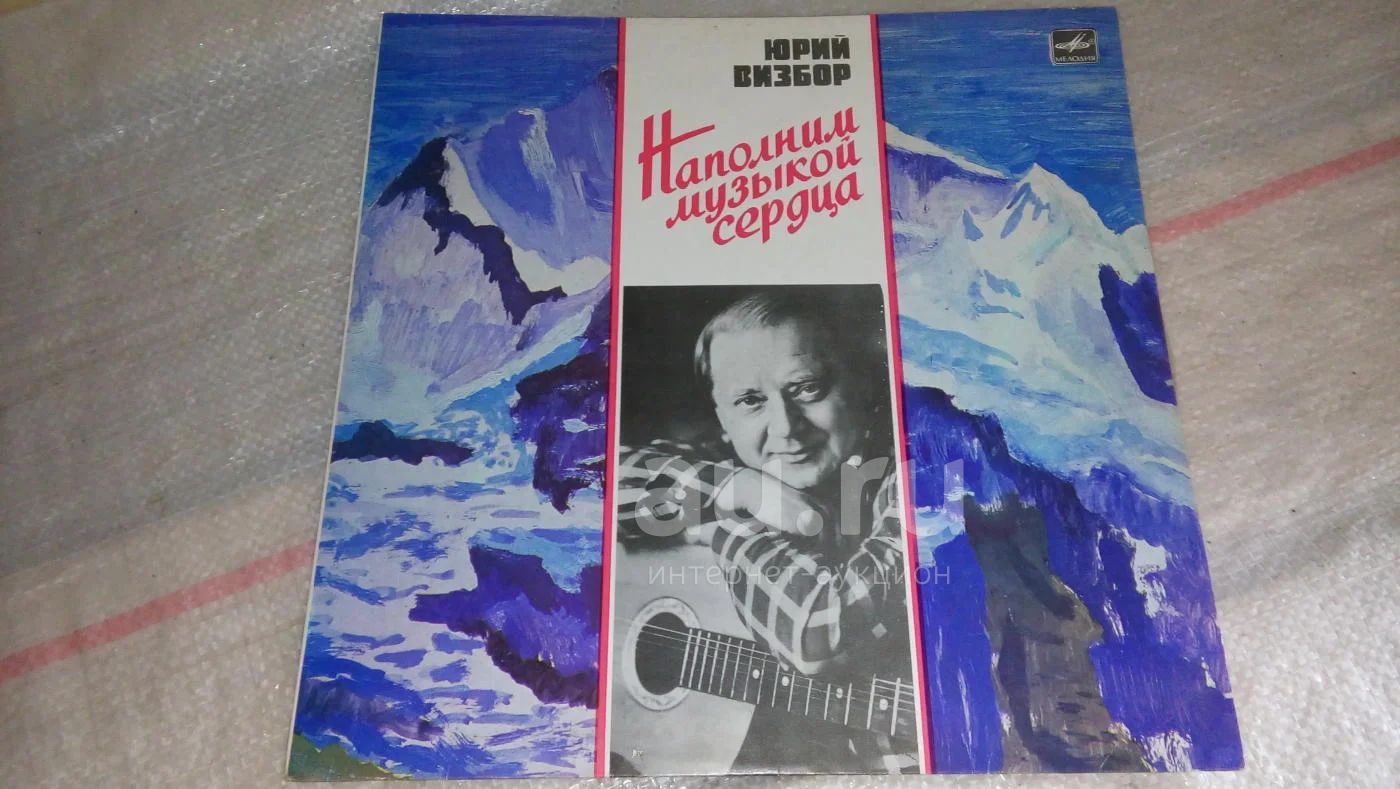 ЮРИЙ
ВИЗБОР
МЕЛОДИЯ
Наполним
музыкой
сердца
au.ru
интернет-аукцион